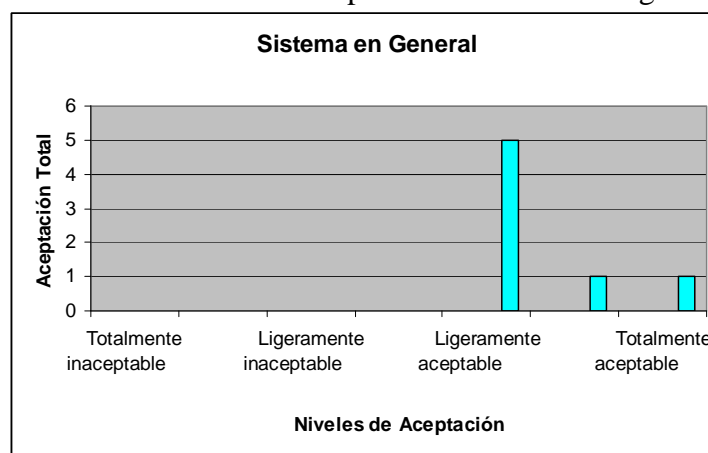 Sistema en General
6
5
4
3
2
1
0
Aceptación Total
Totalmente inaceptable
Ligeramente inaceptable
Ligeramente aceptable
Totalmente aceptable
Niveles de Aceptación